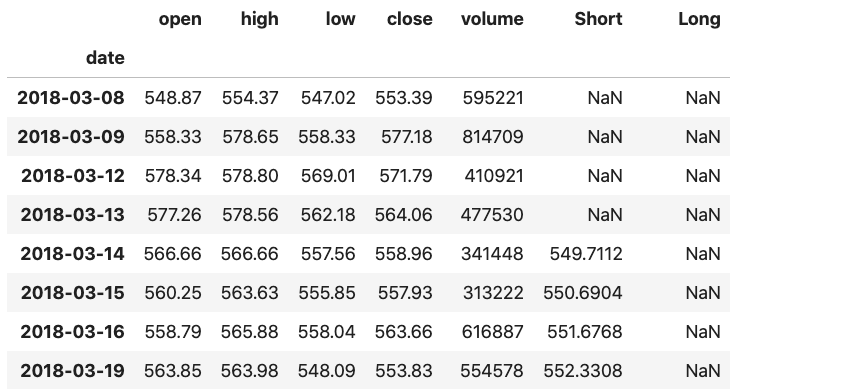 open high low close volume Short Long
date
2018-03-08 548.87 554.37 547.02 553.39 595221 NaN NaN
2018-03-09 558.33 578.65 558.33 577.18 814709 NaN NaN
2018-03-12 578.34 578.80 569.01 571.79 410921 NaN NaN
2018-03-13 577.26 578.56 562.18 564.06 477530 NaN NaN
2018-03-14 566.66 566.66 557.56 558.96 341448 549.7112 NaN
2018-03-15 560.25 563.63 555.85 557.93 313222 550.6904 NaN
2018-03-16 558.79 565.88 558.04 563.66 616887 551.6768 NaN
2018-03-19 563.85 563.98 548.09 553.83 554578 552.3308 NaN